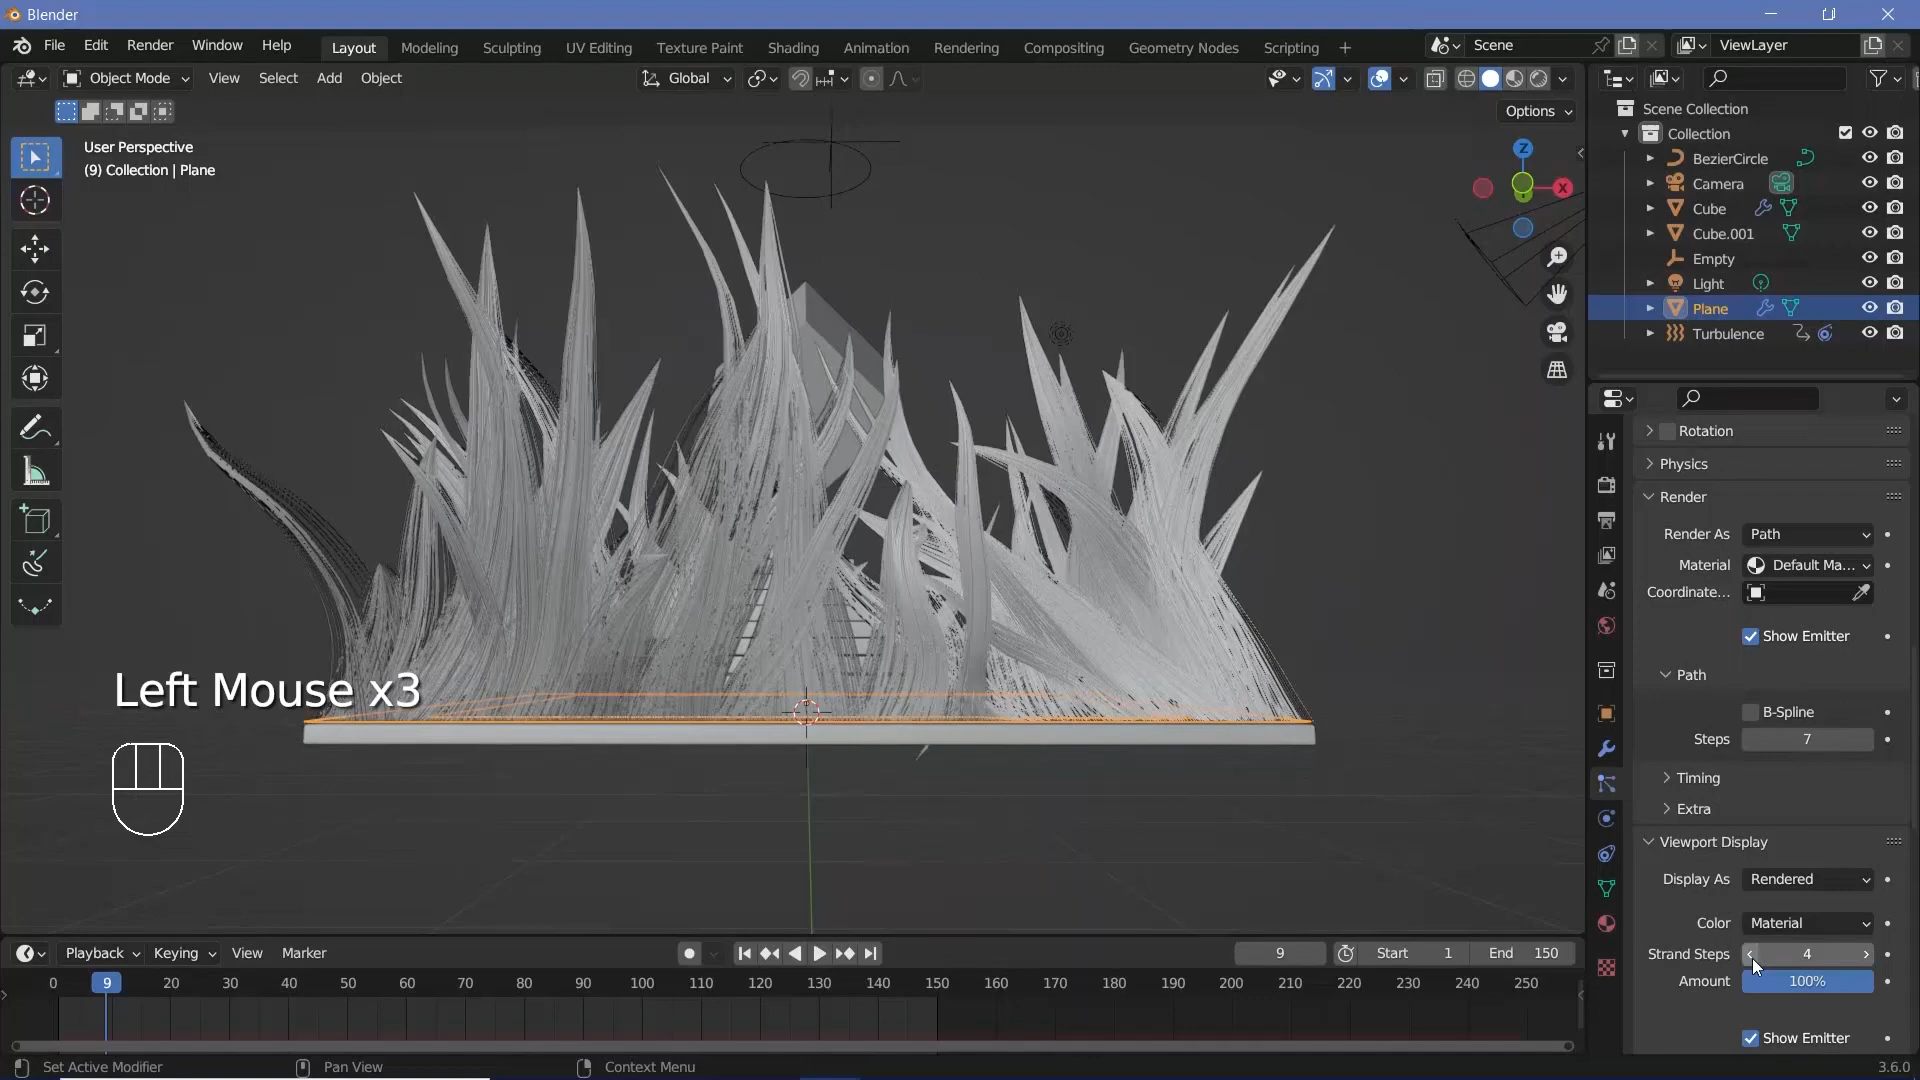 Blender
File Edit Render Window Help
Layout Modeling Sculpting UV Editing Texture Paint Shading Animation Rendering Compositing Geometry Nodes Scripting
Scene
ViewLayer
Object Mode View Select Add Object
Global
Options
User Perspective
(9) Collection | Plane
Z
X
Scene Collection
Collection
BezierCircle
Camera
Cube
Cube.001
Empty
Light
Plane
Turbulence
Rotation
Physics
Render
Render As Path
Material Default Ma...
Coordinate...
Show Emitter
Path
B-Spline
Steps 7
Timing
Extra
Viewport Display
Display As Rendered
Color Material
Strand Steps 4
Amount 100%
Show Emitter
Left Mouse x3
Playback Keying View Marker
9 Start 1 End 150
0 9 20 30 40 50 60 70 80 90 100 110 120 130 140 150 160 170 180 190 200 210 220 230 240 250
Set Active Modifier Pan View Context Menu 3.6.0